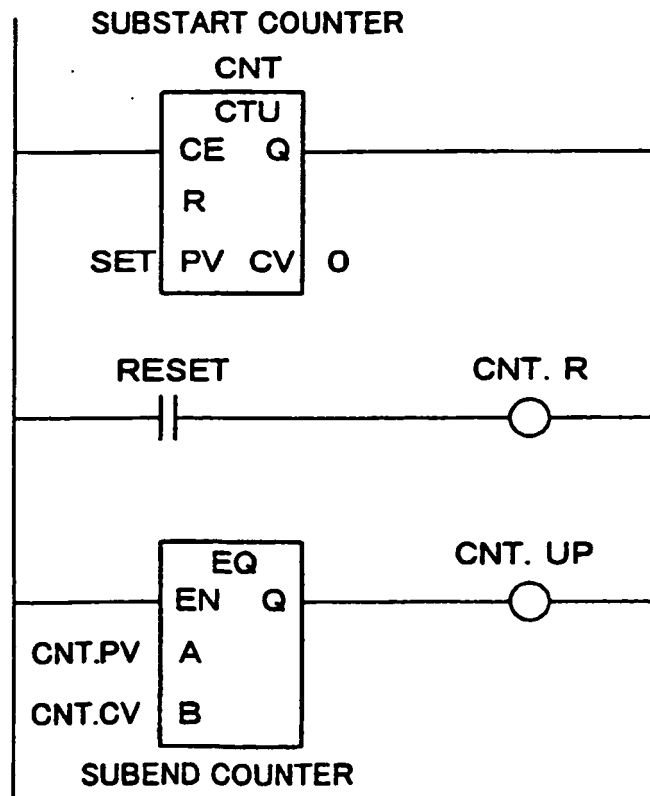 SUBSTART COUNTER
CNT
CTU
CE Q
R
SET PV CV 0
RESET CNT. R
EQ CNT. UP
EN Q
CNT.PV A
CNT.CV B
SUBEND COUNTER